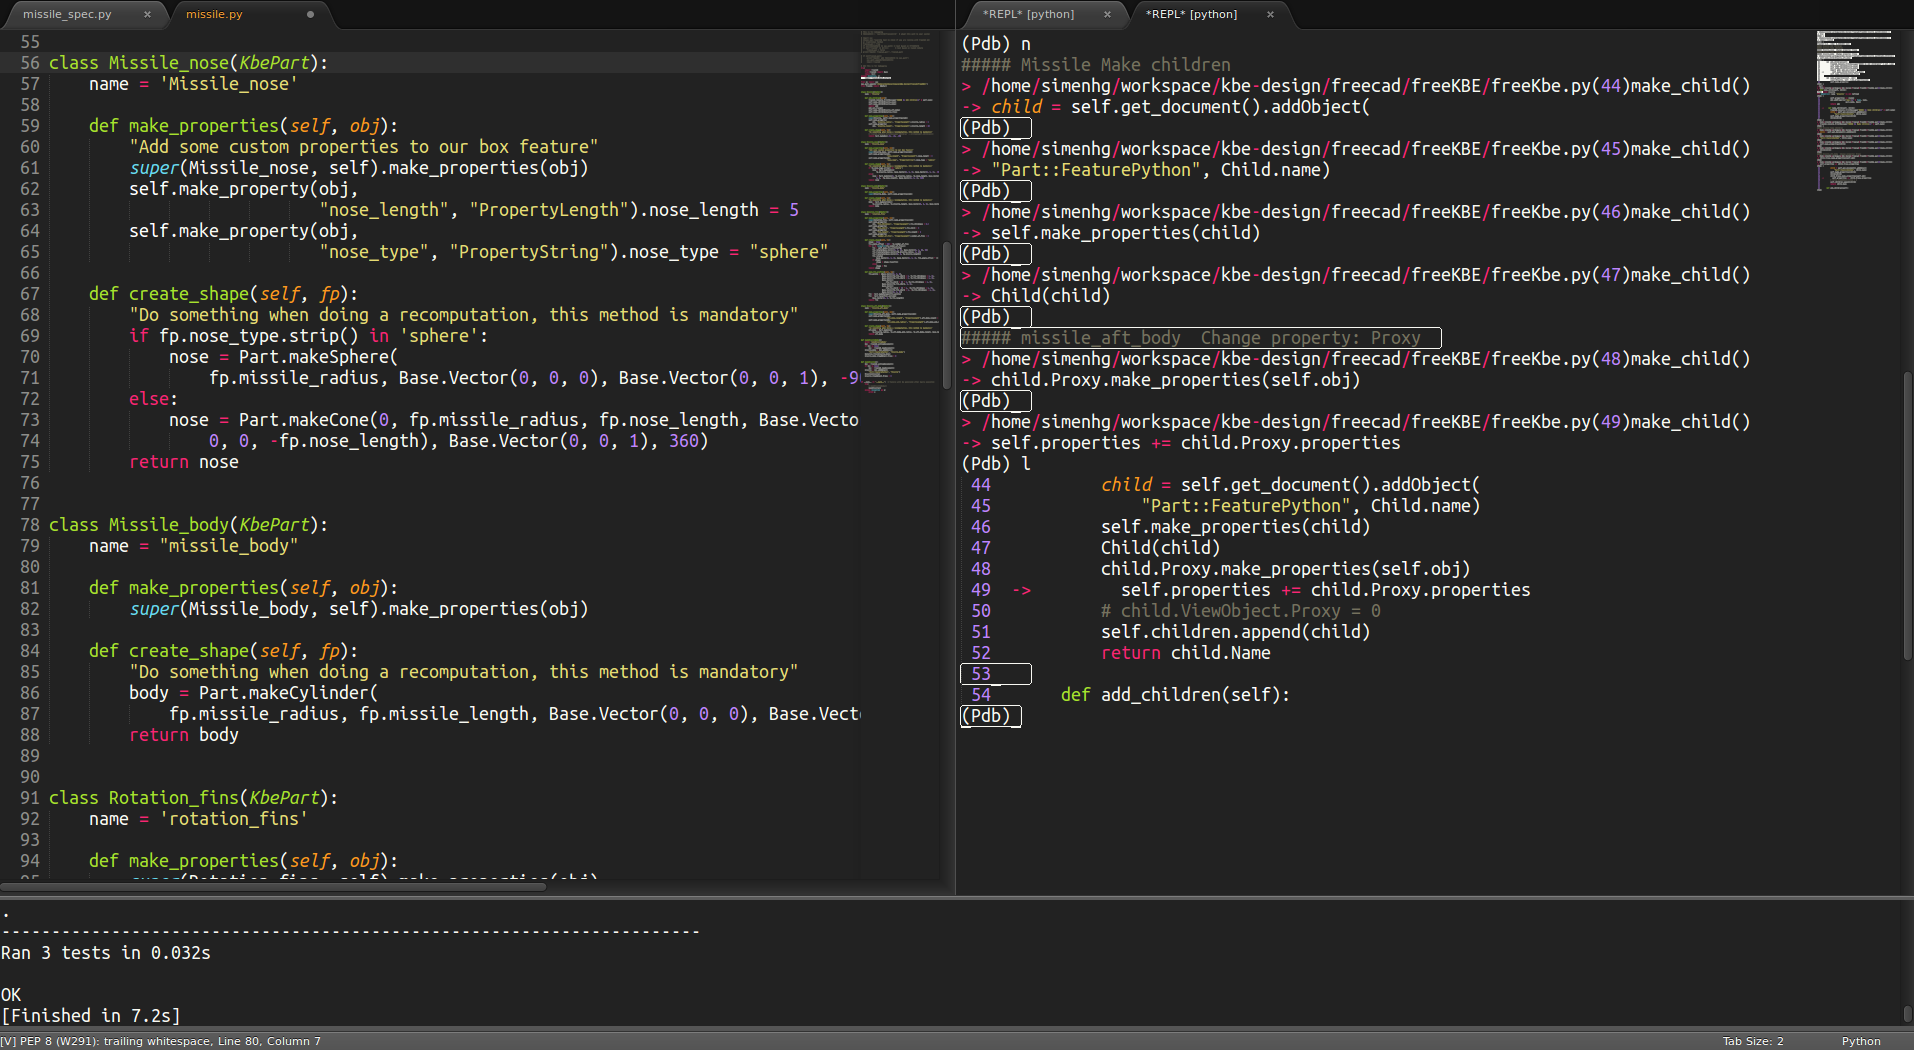 missile_spec.py × missile.py
55
56 class Missile_nose(KbePart):
57     name = 'Missile_nose'
58
59     def make_properties(self, obj):
60         "Add some custom properties to our box feature"
61         super(Missile_nose, self).make_properties(obj)
62         self.make_property(obj,
63                            "nose_length", "PropertyLength").nose_length = 5
64         self.make_property(obj,
65                            "nose_type", "PropertyString").nose_type = "sphere"
66
67     def create_shape(self, fp):
68         "Do something when doing a recomputation, this method is mandatory"
69         if fp.nose_type.strip() in 'sphere':
70             nose = Part.makeSphere(
71                 fp.missile_radius, Base.Vector(0, 0, 0), Base.Vector(0, 0, 1), -9
72         else:
73             nose = Part.makeCone(0, fp.missile_radius, fp.nose_length, Base.Vecto
74                 0, 0, -fp.nose_length), Base.Vector(0, 0, 1), 360)
75         return nose
76
77
78 class Missile_body(KbePart):
79     name = "missile_body"
80
81     def make_properties(self, obj):
82         super(Missile_body, self).make_properties(obj)
83
84     def create_shape(self, fp):
85         "Do something when doing a recomputation, this method is mandatory"
86         body = Part.makeCylinder(
87             fp.missile_radius, fp.missile_length, Base.Vector(0, 0, 0), Base.Vect
88         return body
89
90
91 class Rotation_fins(KbePart):
92     name = 'rotation_fins'
93
94     def make_properties(self, obj):
95         super(Rotation_fins, self).make_properties(obj)
*REPL* [python] × *REPL* [python] ×
(Pdb) n
##### Missile Make children
> /home/simenhg/workspace/kbe-design/freecad/freeKBE/freeKbe.py(44)make_child()
-> child = self.get_document().addObject(
(Pdb)
> /home/simenhg/workspace/kbe-design/freecad/freeKBE/freeKbe.py(45)make_child()
-> "Part::FeaturePython", Child.name)
(Pdb)
> /home/simenhg/workspace/kbe-design/freecad/freeKBE/freeKbe.py(46)make_child()
-> self.make_properties(child)
(Pdb)
> /home/simenhg/workspace/kbe-design/freecad/freeKBE/freeKbe.py(47)make_child()
-> Child(child)
(Pdb)
##### missile_aft_body  Change property: Proxy
> /home/simenhg/workspace/kbe-design/freecad/freeKBE/freeKbe.py(48)make_child()
-> child.Proxy.make_properties(self.obj)
(Pdb)
> /home/simenhg/workspace/kbe-design/freecad/freeKBE/freeKbe.py(49)make_child()
-> self.properties += child.Proxy.properties
(Pdb) l
44             child = self.get_document().addObject(
45                 "Part::FeaturePython", Child.name)
46             self.make_properties(child)
47             Child(child)
48             child.Proxy.make_properties(self.obj)
49  ->         self.properties += child.Proxy.properties
50             # child.ViewObject.Proxy = 0
51             self.children.append(child)
52             return child.Name
53
54         def add_children(self):
(Pdb)
.
----------------------------------------------------------------------
Ran 3 tests in 0.032s

OK
[Finished in 7.2s]
[V] PEP 8 (W291): trailing whitespace, Line 80, Column 7 Tab Size: 2 Python